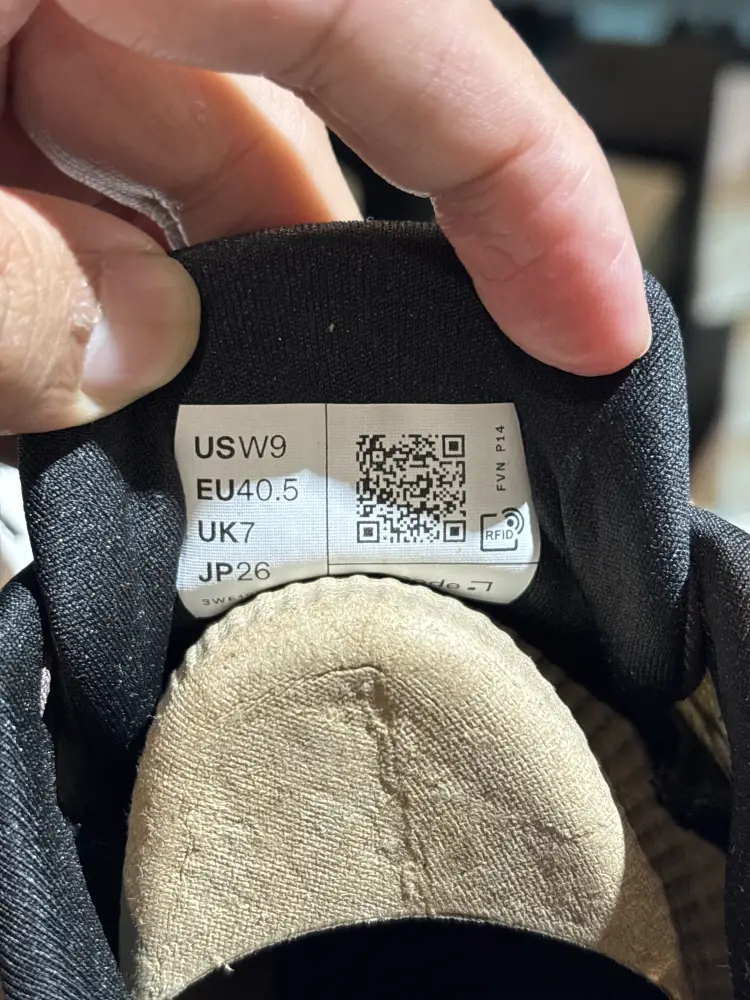 USW9
EU40.5
UK7
JP26
FVN P14
RFID